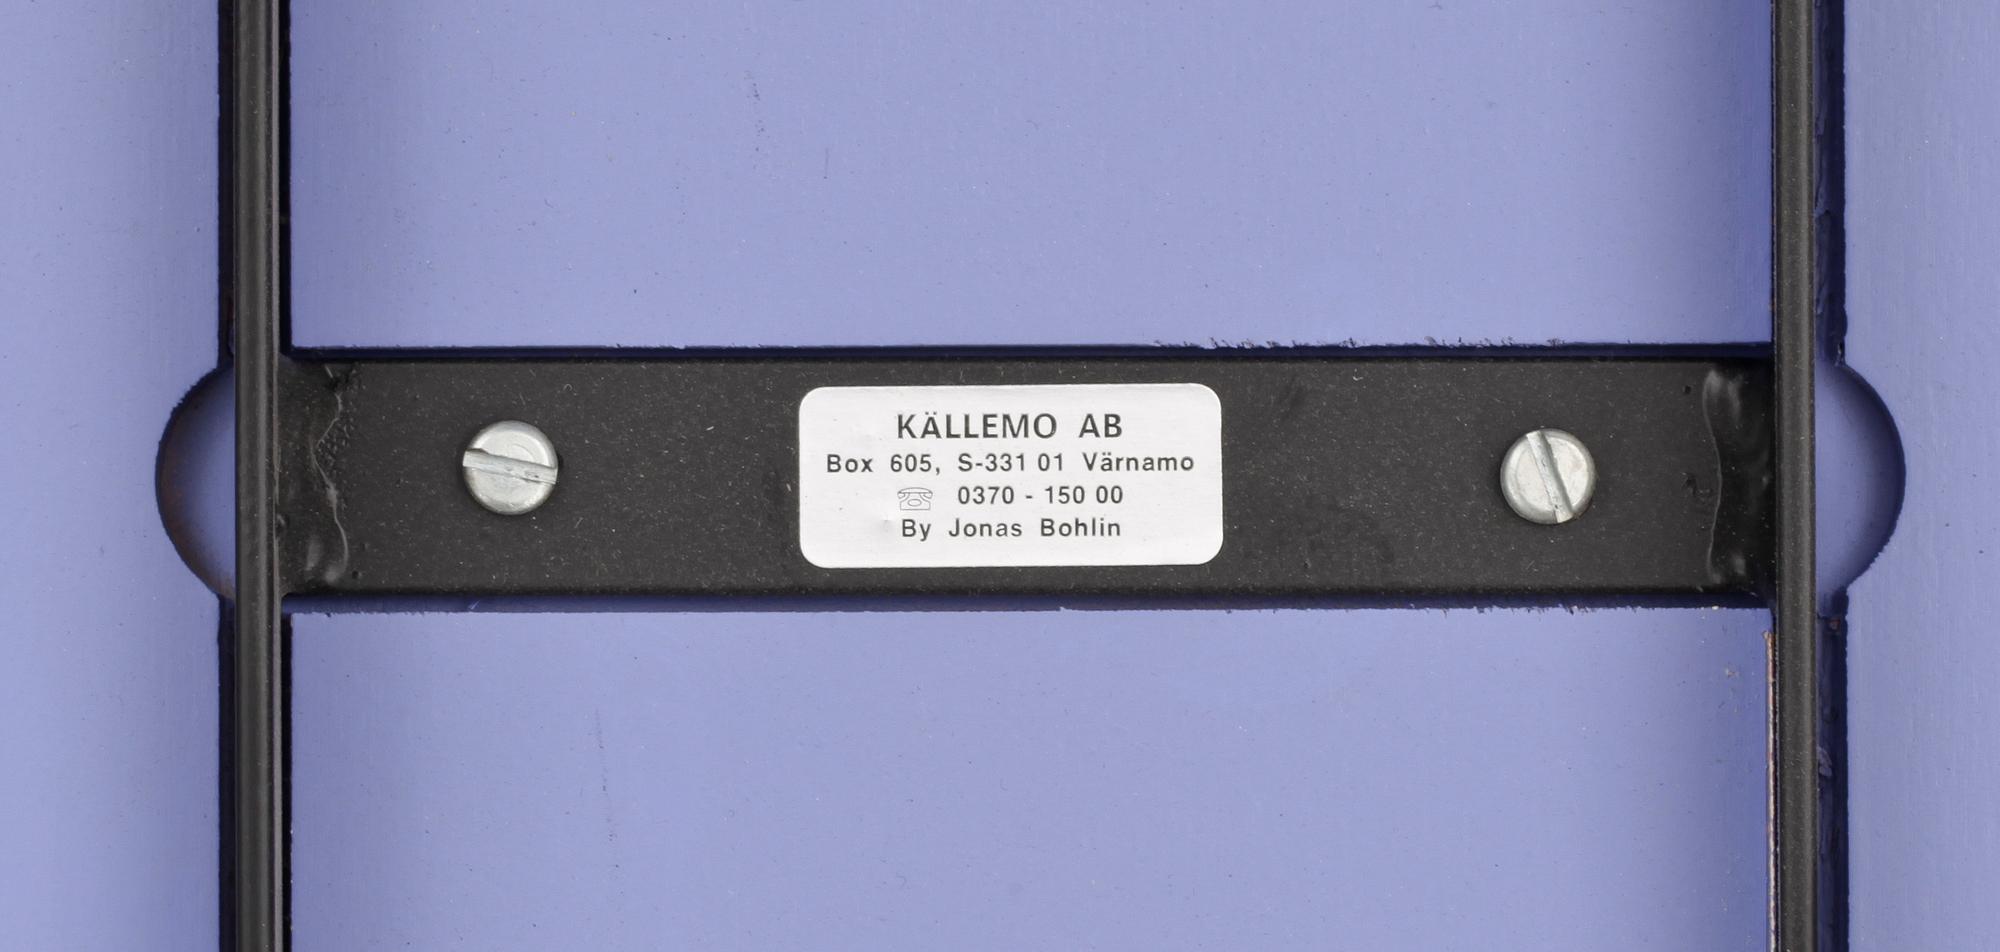 KÄLLEMO AB
Box 605, S-331 01 Värnamo
0370 - 150 00
By Jonas Bohlin